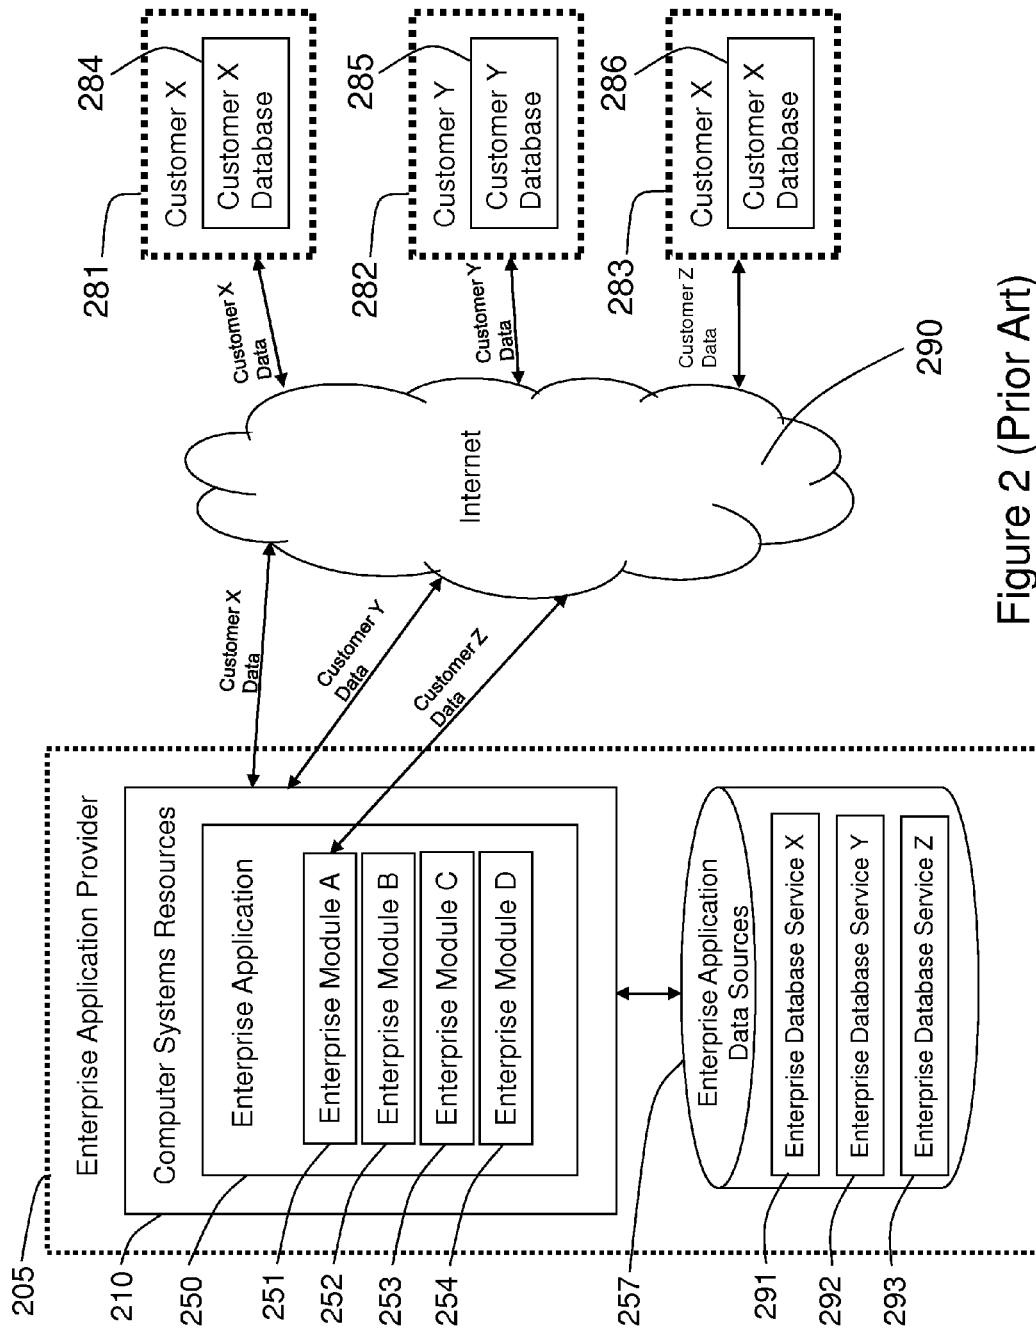 205
Enterprise Application Provider
210
Computer Systems Resources
250
Enterprise Application
251
Enterprise Module A
252
Enterprise Module B
253
Enterprise Module C
254
Enterprise Module D
257
Enterprise Application
Data Sources
291
Enterprise Database Service X
292
Enterprise Database Service Y
293
Enterprise Database Service Z
Customer X
Data
Customer Y
Data
Customer Z
Data
Internet
290
Customer X
Data
Customer Y
Data
Customer Z
Data
281
Customer X
284
Customer X
Database
282
Customer Y
285
Customer Y
Database
283
Customer X
286
Customer X
Database
Figure 2 (Prior Art)